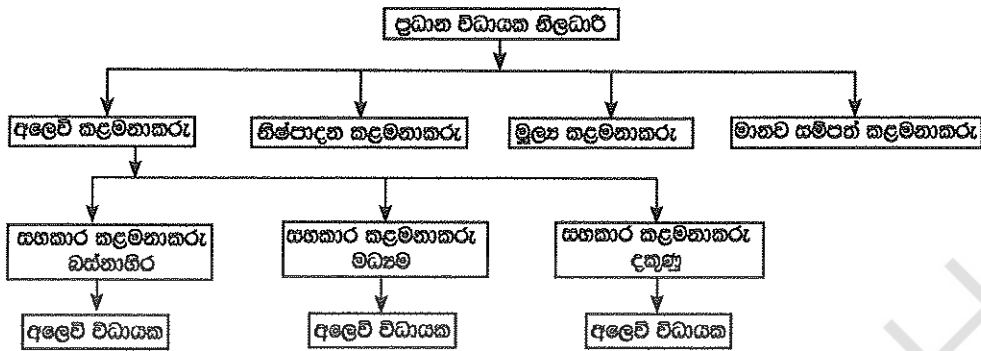 ප්‍රධාන විධායක නිලධාරී
අලෙවි කළමනාකරු
නිෂ්පාදන කළමනාකරු
මූල්‍ය කළමනාකරු
මානව සම්පත් කළමනාකරු
සහකාර කළමනාකරු
බස්නාහිර
සහකාර කළමනාකරු
මධ්‍යම
සහකාර කළමනාකරු
දකුණු
අලෙවි විධායක
අලෙවි විධායක
අලෙවි විධායක